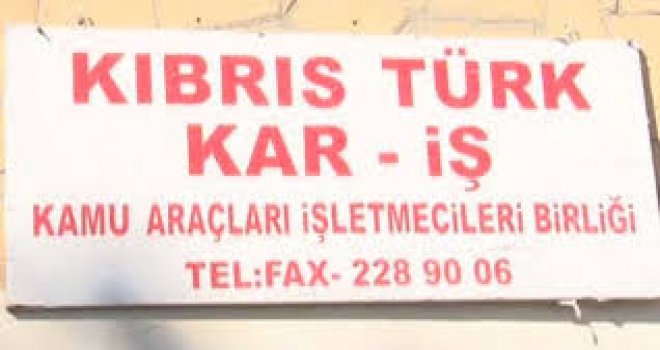 KIBRIS TÜRK
KAR - İŞ
KAMU ARAÇLARI İŞLETMECİLERİ BİRLİĞİ
TEL:FAX- 228 90 06